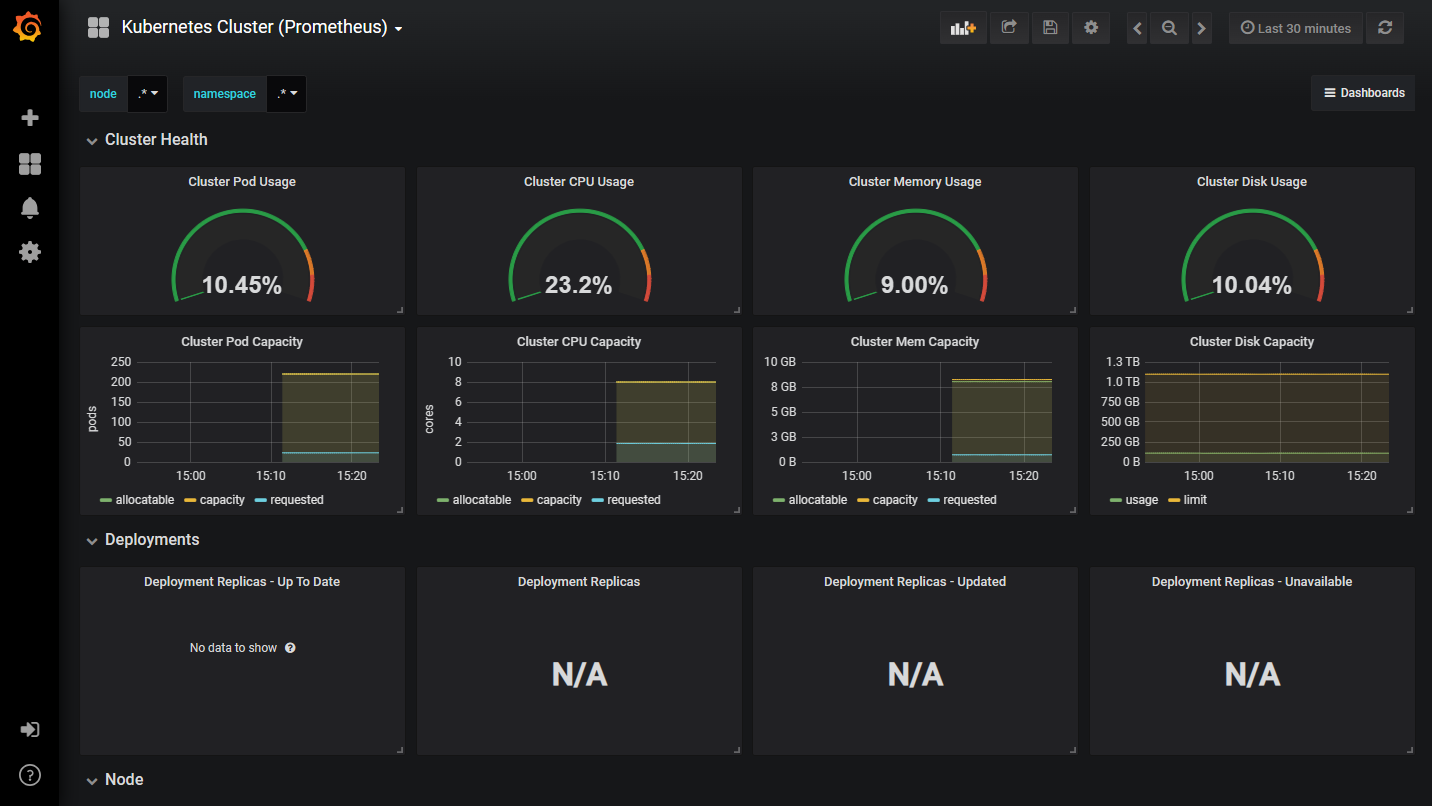 Kubernetes Cluster (Prometheus)
Last 30 minutes
node .* namespace .* Dashboards
Cluster Health
Cluster Pod Usage
10.45%
Cluster CPU Usage
23.2%
Cluster Memory Usage
9.00%
Cluster Disk Usage
10.04%
Cluster Pod Capacity
250
200
150
100
50
0
pods
15:00 15:10 15:20
allocatable capacity requested
Cluster CPU Capacity
10
8
6
4
2
0
cores
15:00 15:10 15:20
allocatable capacity requested
Cluster Mem Capacity
10 GB
8 GB
5 GB
3 GB
0 B
15:00 15:10 15:20
allocatable capacity requested
Cluster Disk Capacity
1.3 TB
1.0 TB
750 GB
500 GB
250 GB
0 B
15:00 15:10 15:20
usage limit
Deployments
Deployment Replicas - Up To Date
No data to show ?
Deployment Replicas
N/A
Deployment Replicas - Updated
N/A
Deployment Replicas - Unavailable
N/A
Node
?